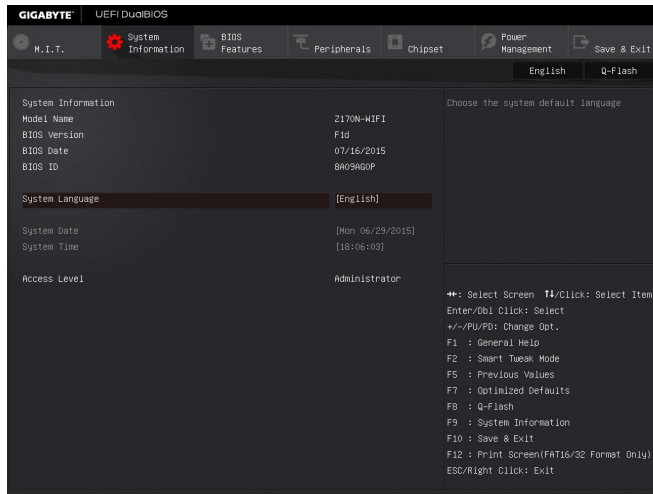 GIGABYTE™ UEFI DualBIOS
M.I.T.
System Information
BIOS Features
Peripherals
Chipset
Power Management
Save & Exit
English Q-Flash
System Information
Model Name Z170N-WIFI
BIOS Version F1d
BIOS Date 07/16/2015
BIOS ID 8A09AG0P
System Language [English]
System Date [Mon 06/29/2015]
System Time [18:06:03]
Access Level Administrator
Choose the system default language
→←: Select Screen ↑↓/Click: Select Item
Enter/Dbl Click: Select
+/-/PU/PD: Change Opt.
F1 : General Help
F2 : Smart Tweak Mode
F5 : Previous Values
F7 : Optimized Defaults
F8 : Q-Flash
F9 : System Information
F10 : Save & Exit
F12 : Print Screen(FAT16/32 Format Only)
ESC/Right Click: Exit